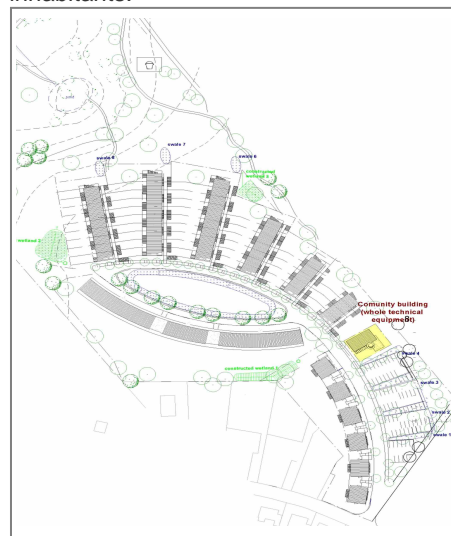 swale 7
swale 8
swale 6
constructed
wetland 2
Comunity building
(whole technical
equipment)
swale 4
constructed wetland 1
swale 3
swale 2
swale 1